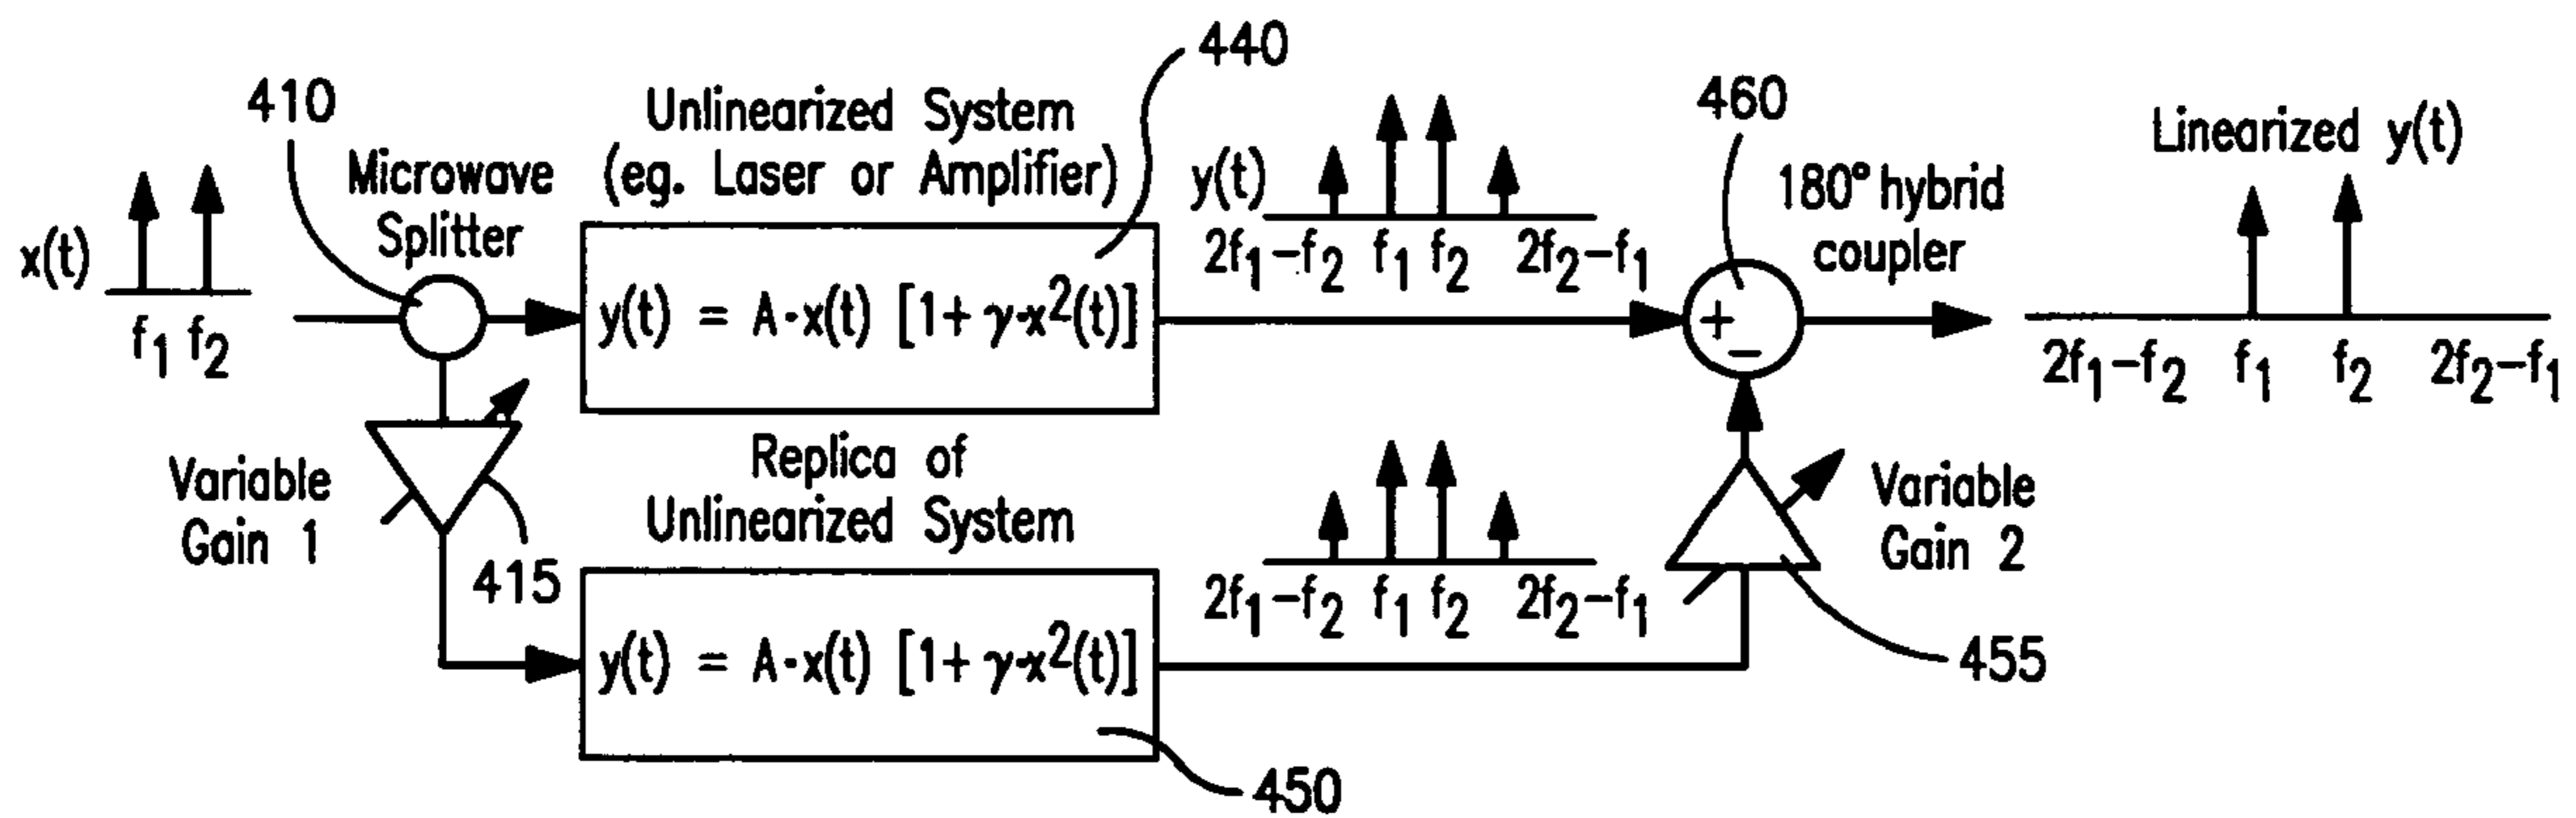 440
410
460
Unlinearized System
(eg. Laser or Amplifier)
Microwave
Splitter
x(t)
f1 f2
y(t) = A·x(t) [1+ γ·x²(t)]
y(t)
2f1−f2 f1 f2 2f2−f1
+
−
180° hybrid
coupler
Linearized y(t)
2f1−f2 f1 f2 2f2−f1
Variable
Gain 1
415
Replica of
Unlinearized System
y(t) = A·x(t) [1+ γ·x²(t)]
450
2f1−f2 f1 f2 2f2−f1
Variable
Gain 2
455